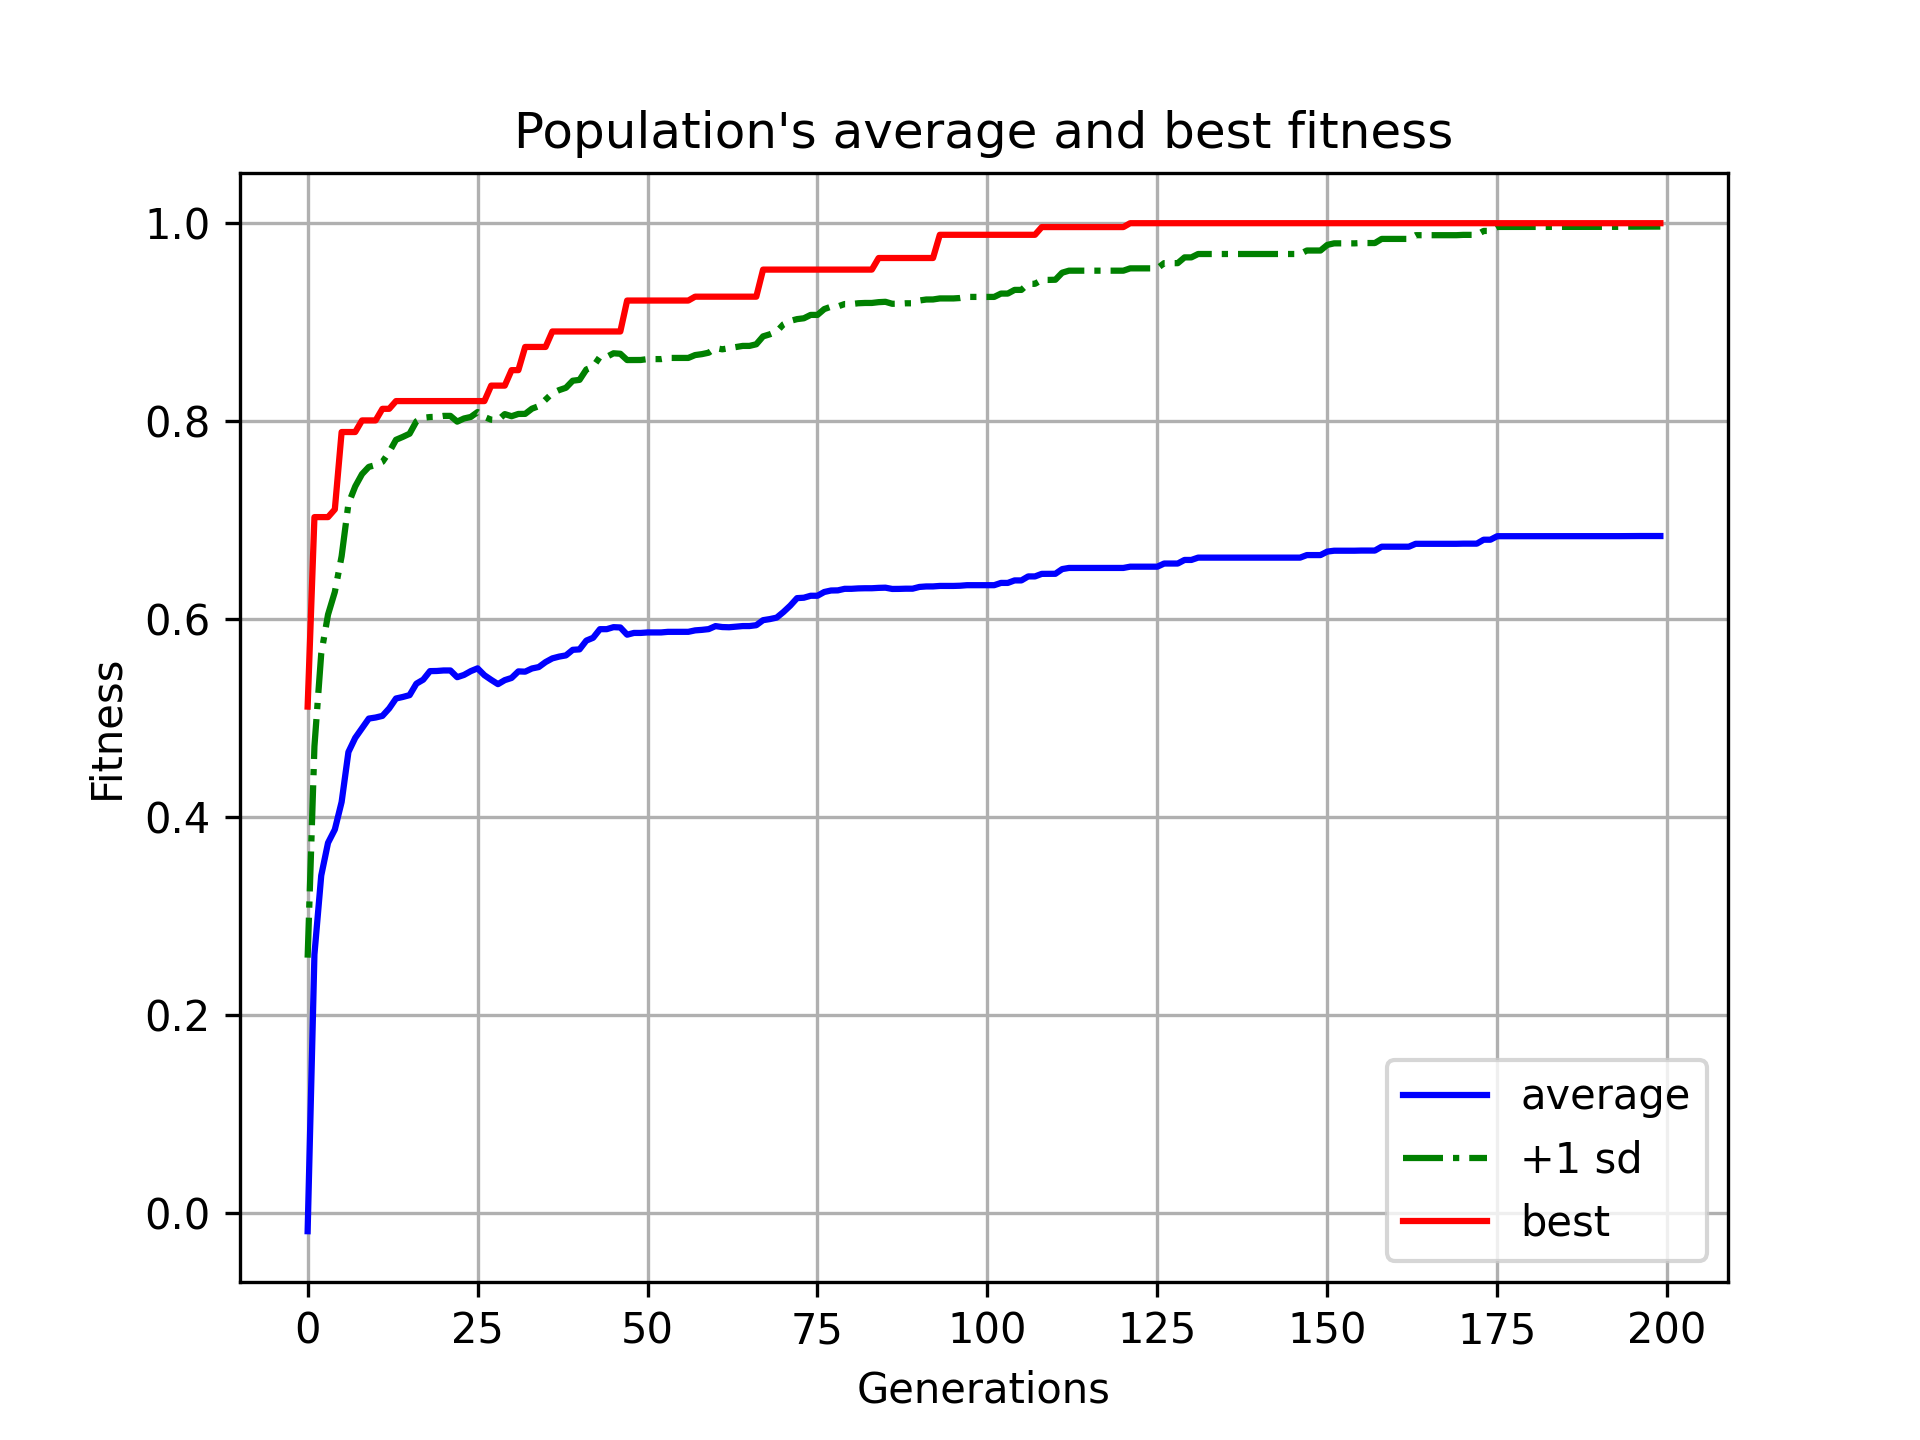 Population's average and best fitness
Fitness
1.0
0.8
0.6
0.4
0.2
0.0
average
+1 sd
best
0 25 50 75 100 125 150 175 200
Generations